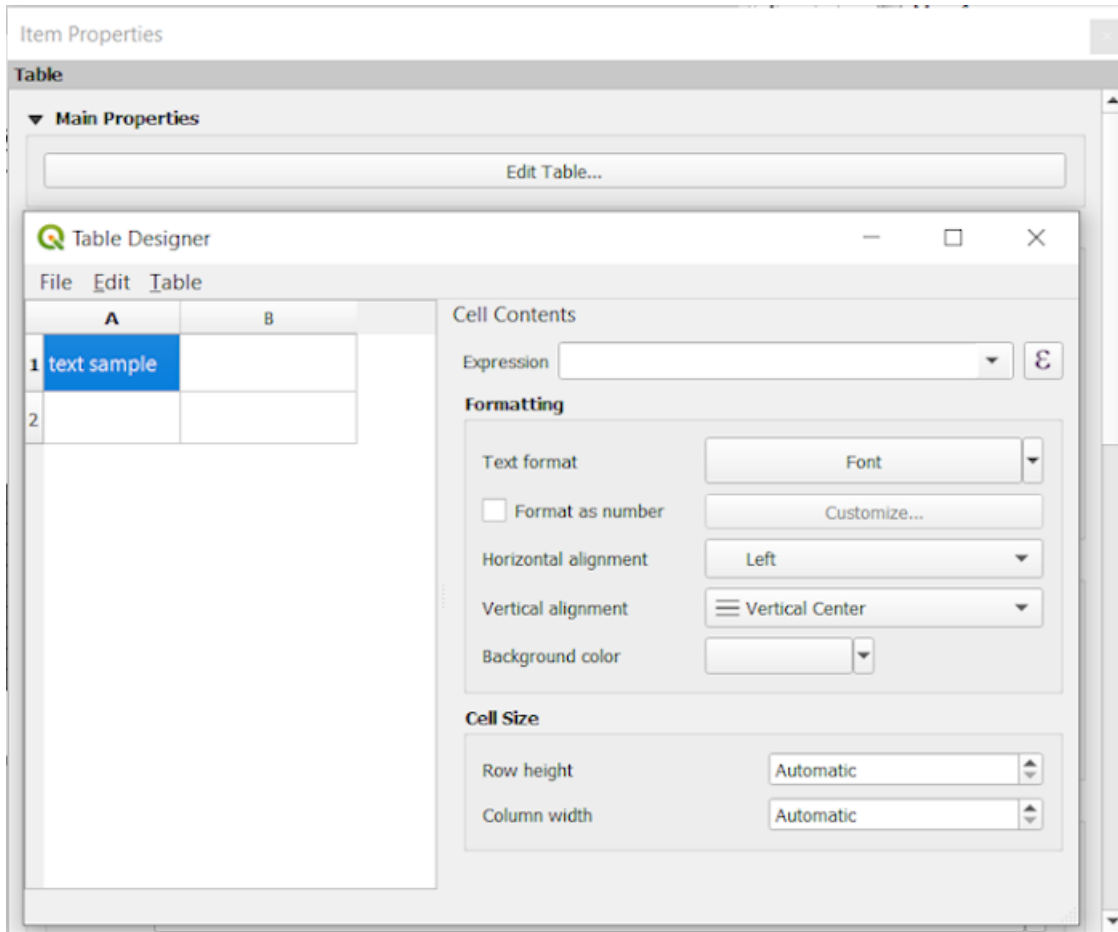 Item Properties
Table
Main Properties
Edit Table...
Table Designer
File Edit Table
A B
1 text sample
2
Cell Contents
Expression ε
Formatting
Text format Font
Format as number Customize...
Horizontal alignment Left
Vertical alignment Vertical Center
Background color
Cell Size
Row height Automatic
Column width Automatic